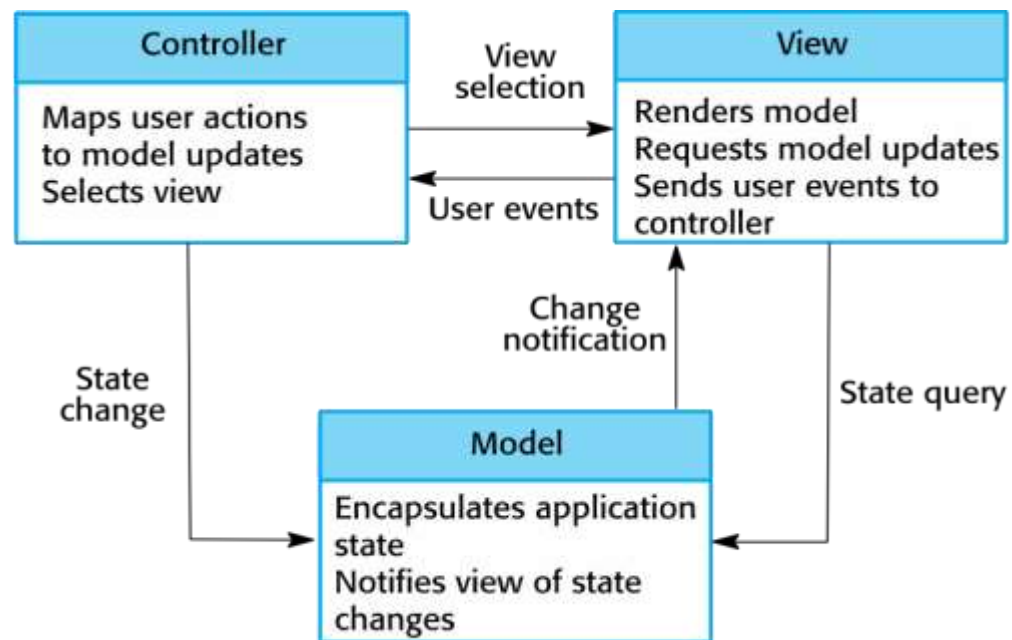 Controller
Maps user actions
to model updates
Selects view
View
selection
User events
View
Renders model
Requests model updates
Sends user events to
controller
State
change
Change
notification
State query
Model
Encapsulates application
state
Notifies view of state
changes